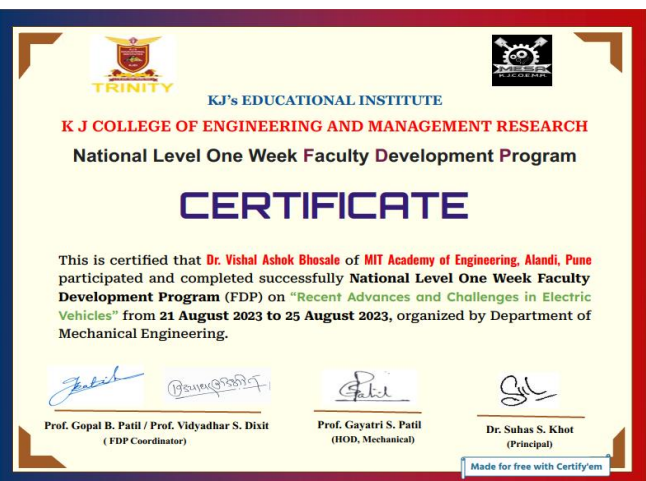 TRINITY
MESA
K.J.C.O.E.M.R.
KJ's EDUCATIONAL INSTITUTE
K J COLLEGE OF ENGINEERING AND MANAGEMENT RESEARCH
National Level One Week Faculty Development Program
CERTIFICATE
This is certified that Dr. Vishal Ashok Bhosale of MIT Academy of Engineering, Alandi, Pune
participated and completed successfully National Level One Week Faculty
Development Program (FDP) on "Recent Advances and Challenges in Electric
Vehicles" from 21 August 2023 to 25 August 2023, organized by Department of
Mechanical Engineering.
Prof. Gopal B. Patil / Prof. Vidyadhar S. Dixit
( FDP Coordinator)
Prof. Gayatri S. Patil
(HOD, Mechanical)
Dr. Suhas S. Khot
(Principal)
Made for free with Certify'em